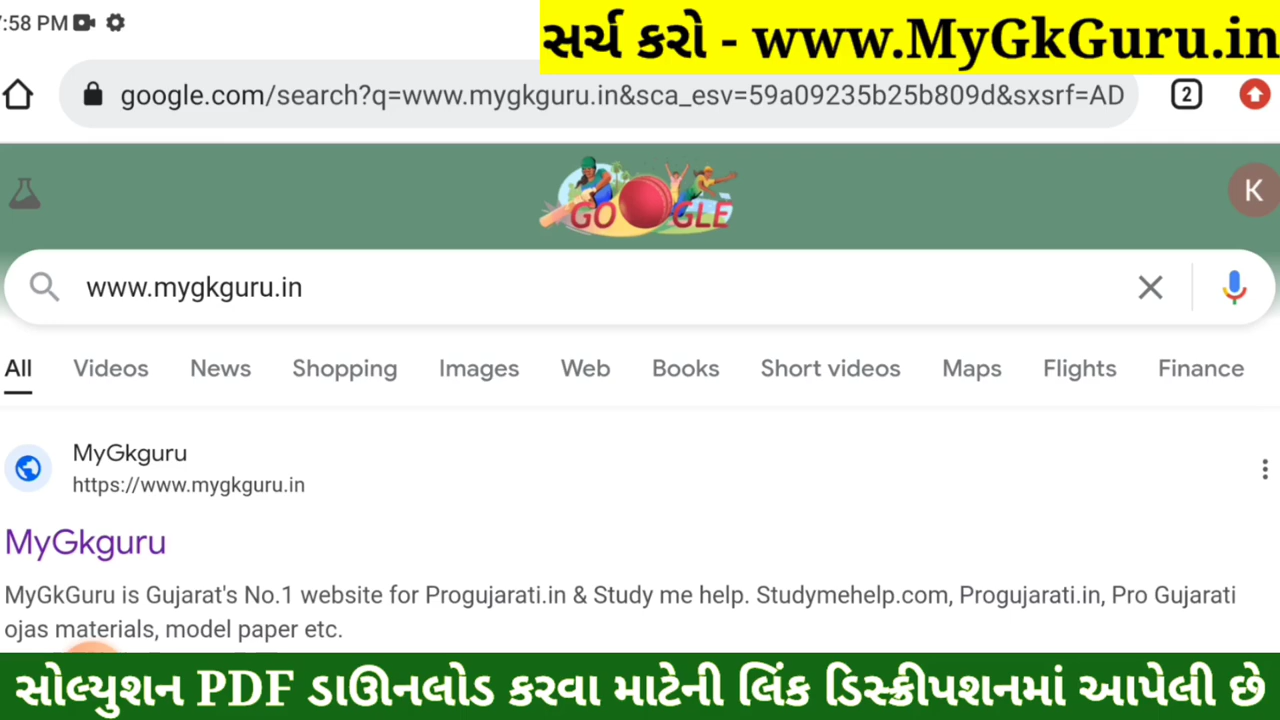 :58 PM
સર્ચ કરો - www.MyGkGuru.in
google.com/search?q=www.mygkguru.in&sca_esv=59a09235b25b809d&sxsrf=AD
2
GOOGLE
K
www.mygkguru.in
All Videos News Shopping Images Web Books Short videos Maps Flights Finance
MyGkguru
https://www.mygkguru.in
MyGkguru
MyGkGuru is Gujarat's No.1 website for Progujarati.in & Study me help. Studymehelp.com, Progujarati.in, Pro Gujarati
ojas materials, model paper etc.
સોલ્યુશન PDF ડાઊનલોડ કરવા માટેની લિંક ડિસ્ક્રીપશનમાં આપેલી છે